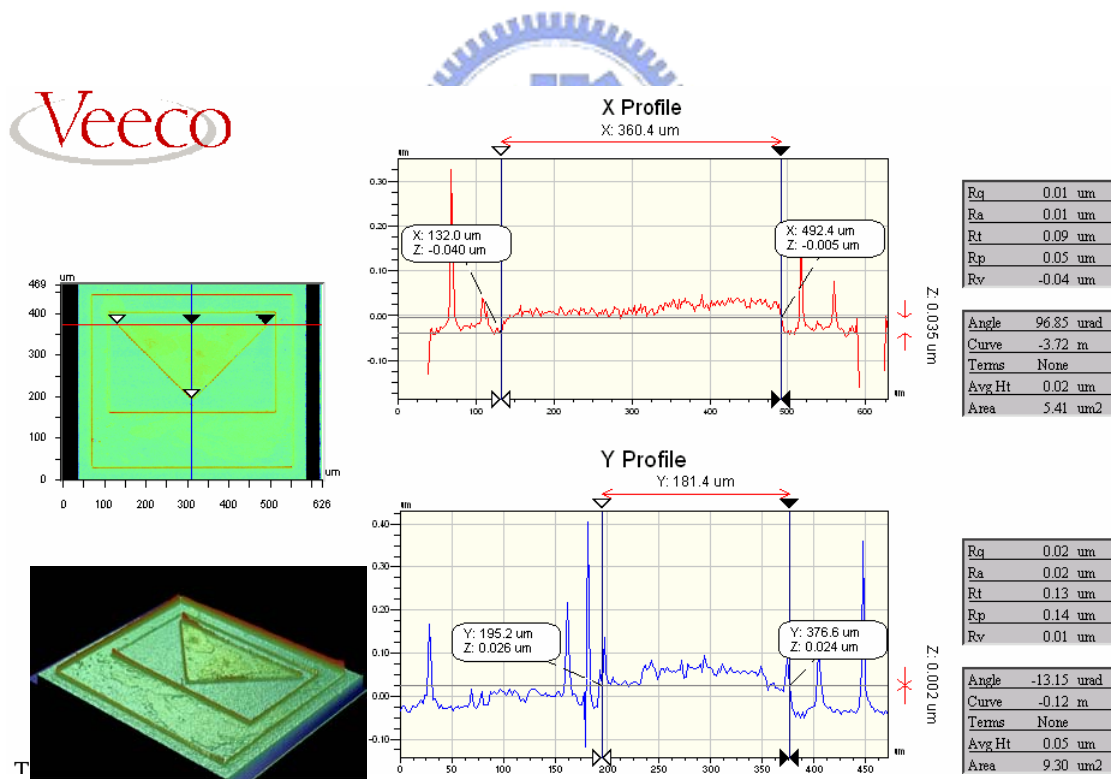 Veeco
X Profile
X: 360.4 um
um
0.30
0.10
0.00
-0.10
X: 132.0 um
Z: -0.040 um
X: 492.4 um
Z: -0.005 um
Z: 0.035 um
0 100 200 300 400 500 600
um
Rq 0.01 um
Ra 0.01 um
Rt 0.09 um
Rp 0.05 um
Rv -0.04 um
Angle 96.85 urad
Curve -3.72 m
Terms None
Avg Ht 0.02 um
Area 5.41 um2
um
469
400
300
200
100
0
um
0 100 200 300 400 500 626
Y Profile
Y: 181.4 um
um
0.40
0.20
0.10
0.00
-0.10
Y: 195.2 um
Z: 0.026 um
Y: 376.6 um
Z: 0.024 um
Z: 0.002 um
0 50 100 150 200 250 300 350 400 450
um
Rq 0.02 um
Ra 0.02 um
Rt 0.13 um
Rp 0.14 um
Rv 0.01 um
Angle -13.15 urad
Curve -0.12 m
Terms None
Avg Ht 0.05 um
Area 9.30 um2
T